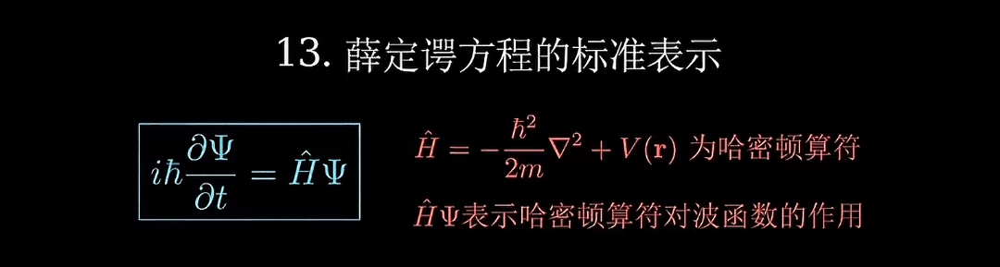 13. 薛定谔方程的标准表示
iℏ ∂Ψ/∂t = ĤΨ
Ĥ = −ℏ²/2m ∇² + V(r) 为哈密顿算符
ĤΨ表示哈密顿算符对波函数的作用